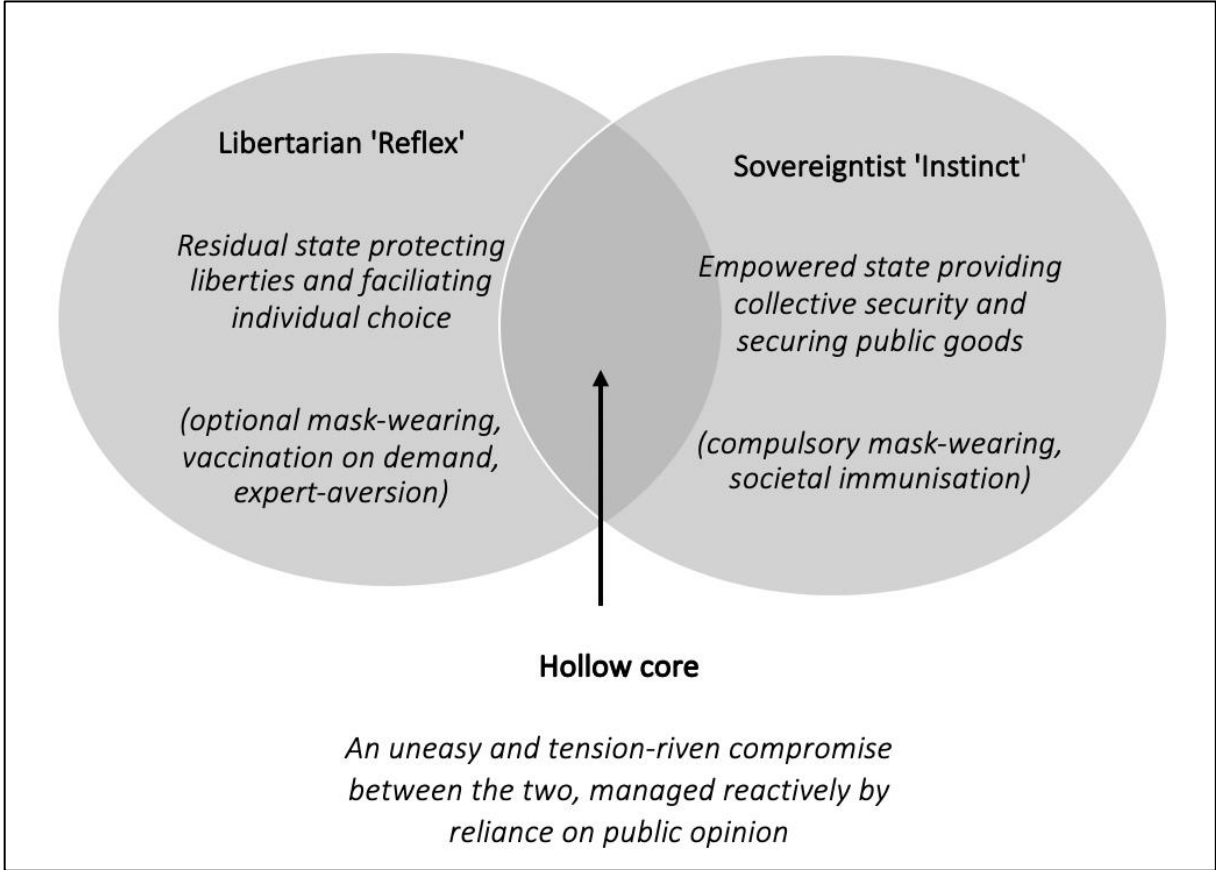 Libertarian 'Reflex'
Residual state protecting
liberties and faciliating
individual choice
(optional mask-wearing,
vaccination on demand,
expert-aversion)
Sovereigntist 'Instinct'
Empowered state providing
collective security and
securing public goods
(compulsory mask-wearing,
societal immunisation)
Hollow core
An uneasy and tension-riven compromise
between the two, managed reactively by
reliance on public opinion